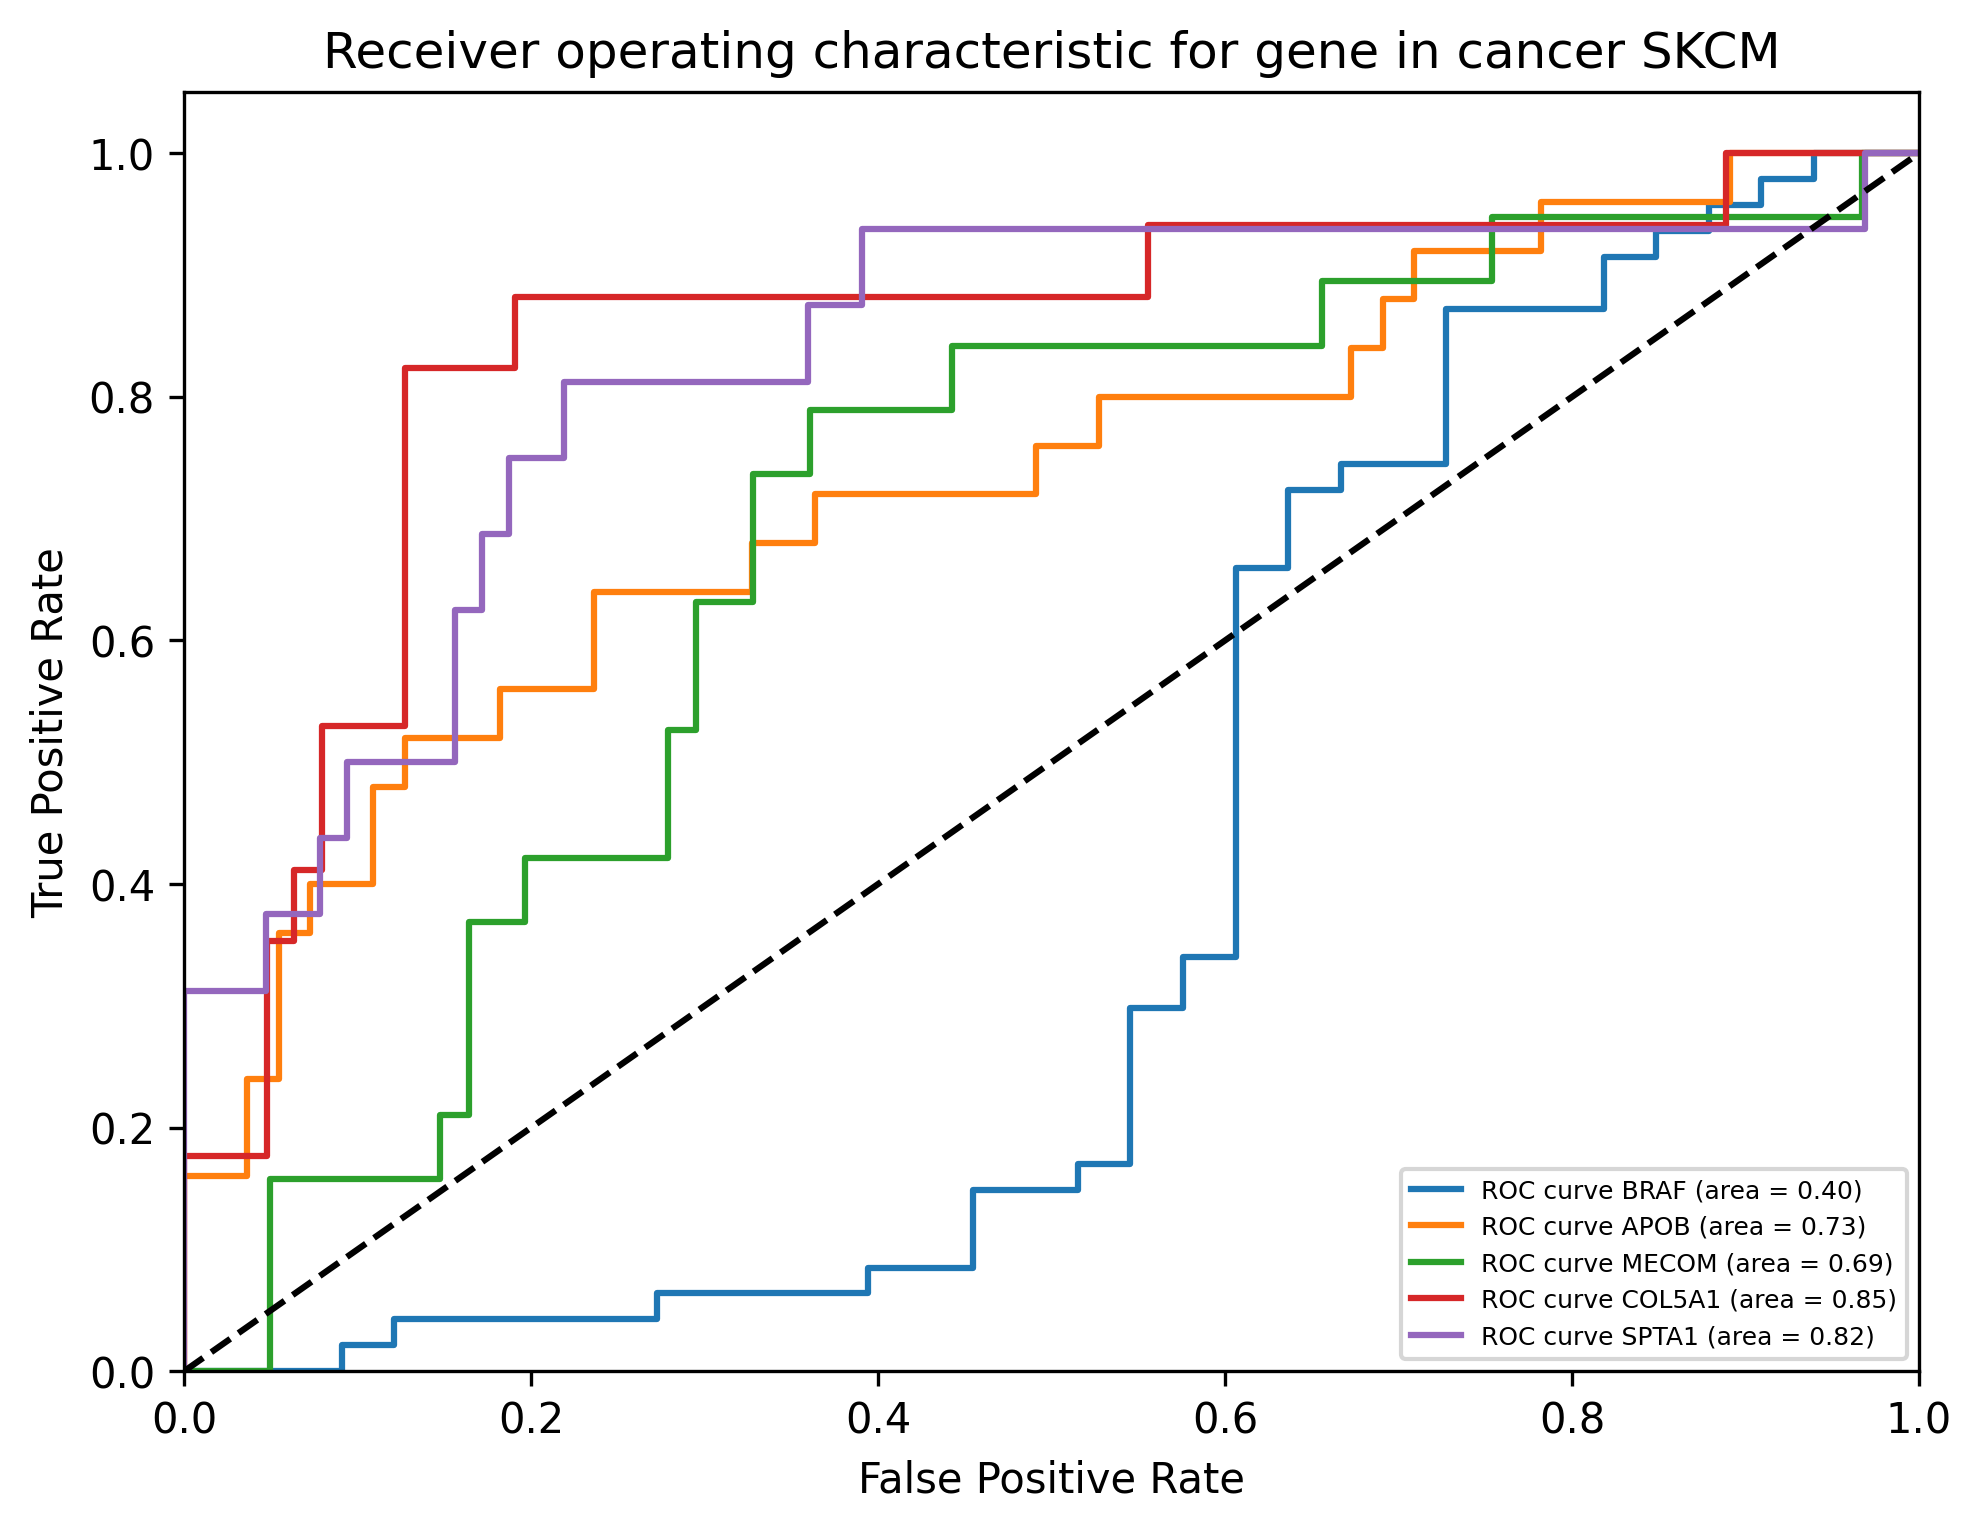 Receiver operating characteristic for gene in cancer SKCM
True Positive Rate
1.0
0.8
0.6
0.4
0.2
0.0
ROC curve BRAF (area = 0.40)
ROC curve APOB (area = 0.73)
ROC curve MECOM (area = 0.69)
ROC curve COL5A1 (area = 0.85)
ROC curve SPTA1 (area = 0.82)
0.0 0.2 0.4 0.6 0.8 1.0
False Positive Rate